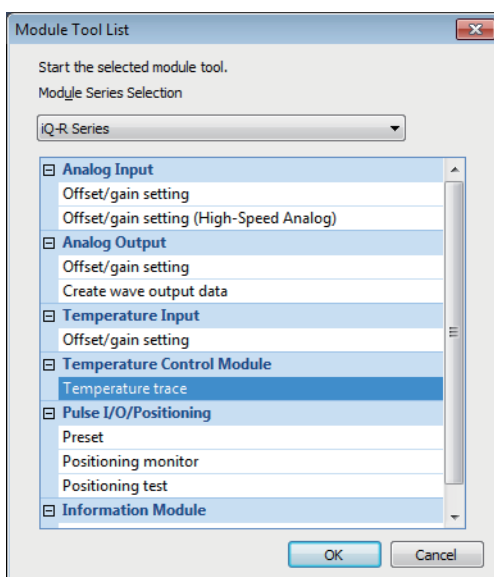 Module Tool List
Start the selected module tool.
Module Series Selection
iQ-R Series
Analog Input
Offset/gain setting
Offset/gain setting (High-Speed Analog)
Analog Output
Offset/gain setting
Create wave output data
Temperature Input
Offset/gain setting
Temperature Control Module
Temperature trace
Pulse I/O/Positioning
Preset
Positioning monitor
Positioning test
Information Module
OK
Cancel